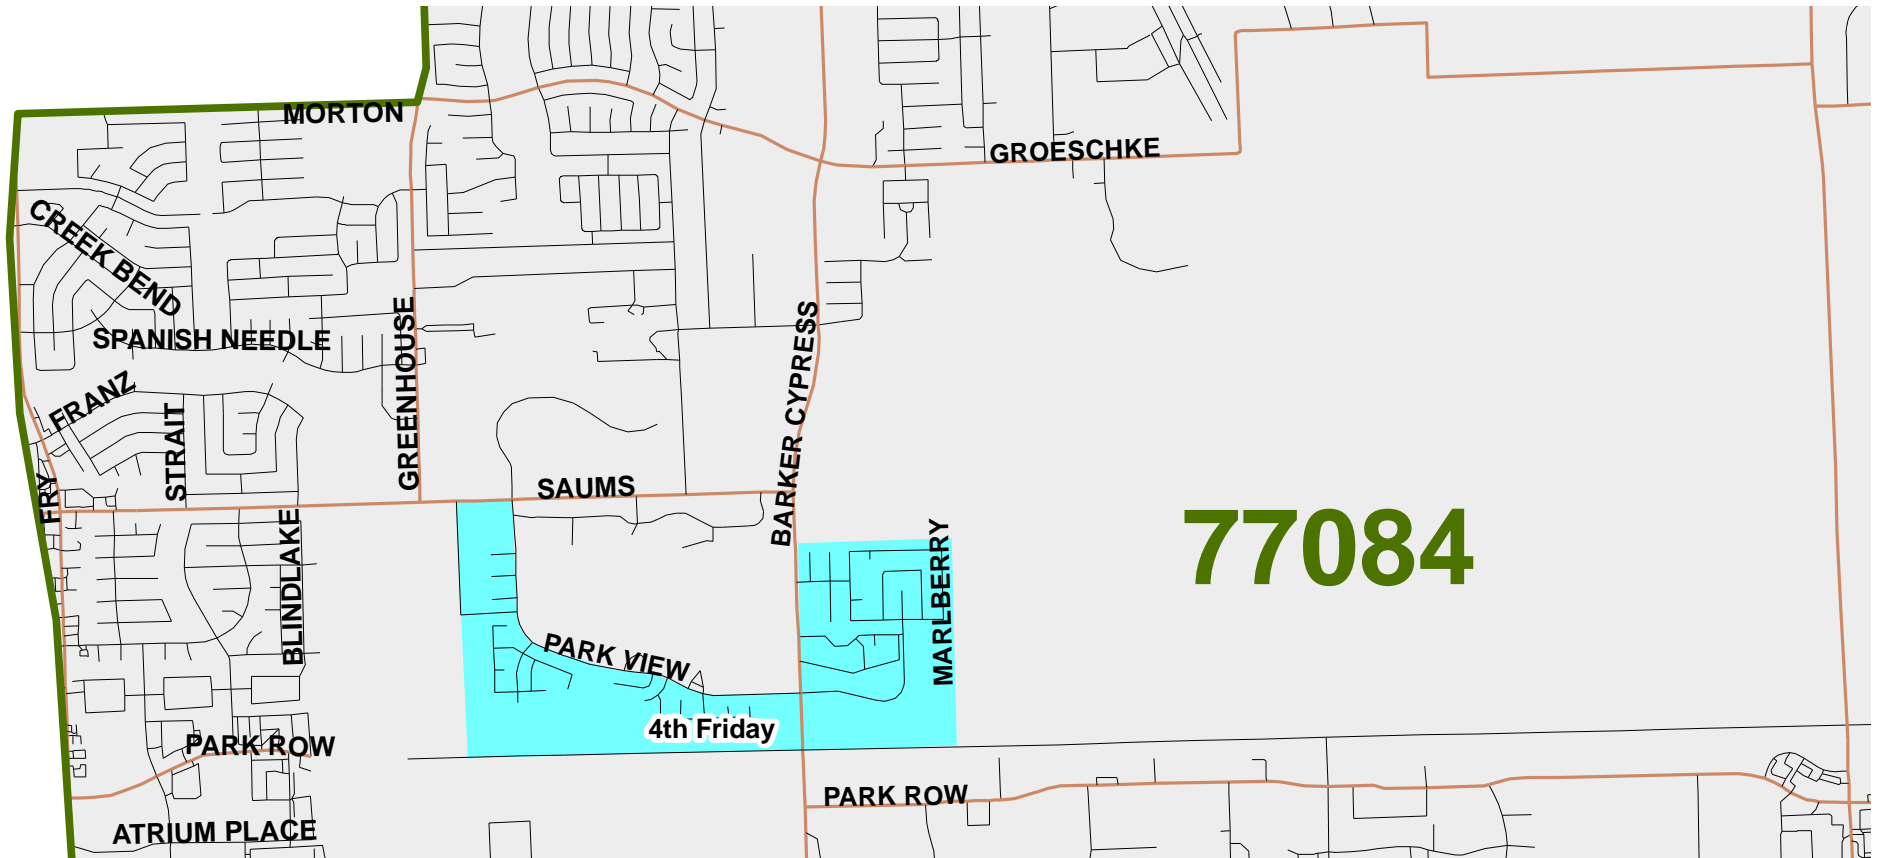 MORTON
GROESCHKE
CREEK BEND
SPANISH NEEDLE
FRANZ
STRAIT
GREENHOUSE
BARKER CYPRESS
FRY
SAUMS
BLINDLAKE
MARLBERRY
77084
PARK VIEW
4th Friday
PARK ROW
PARK ROW
ATRIUM PLACE